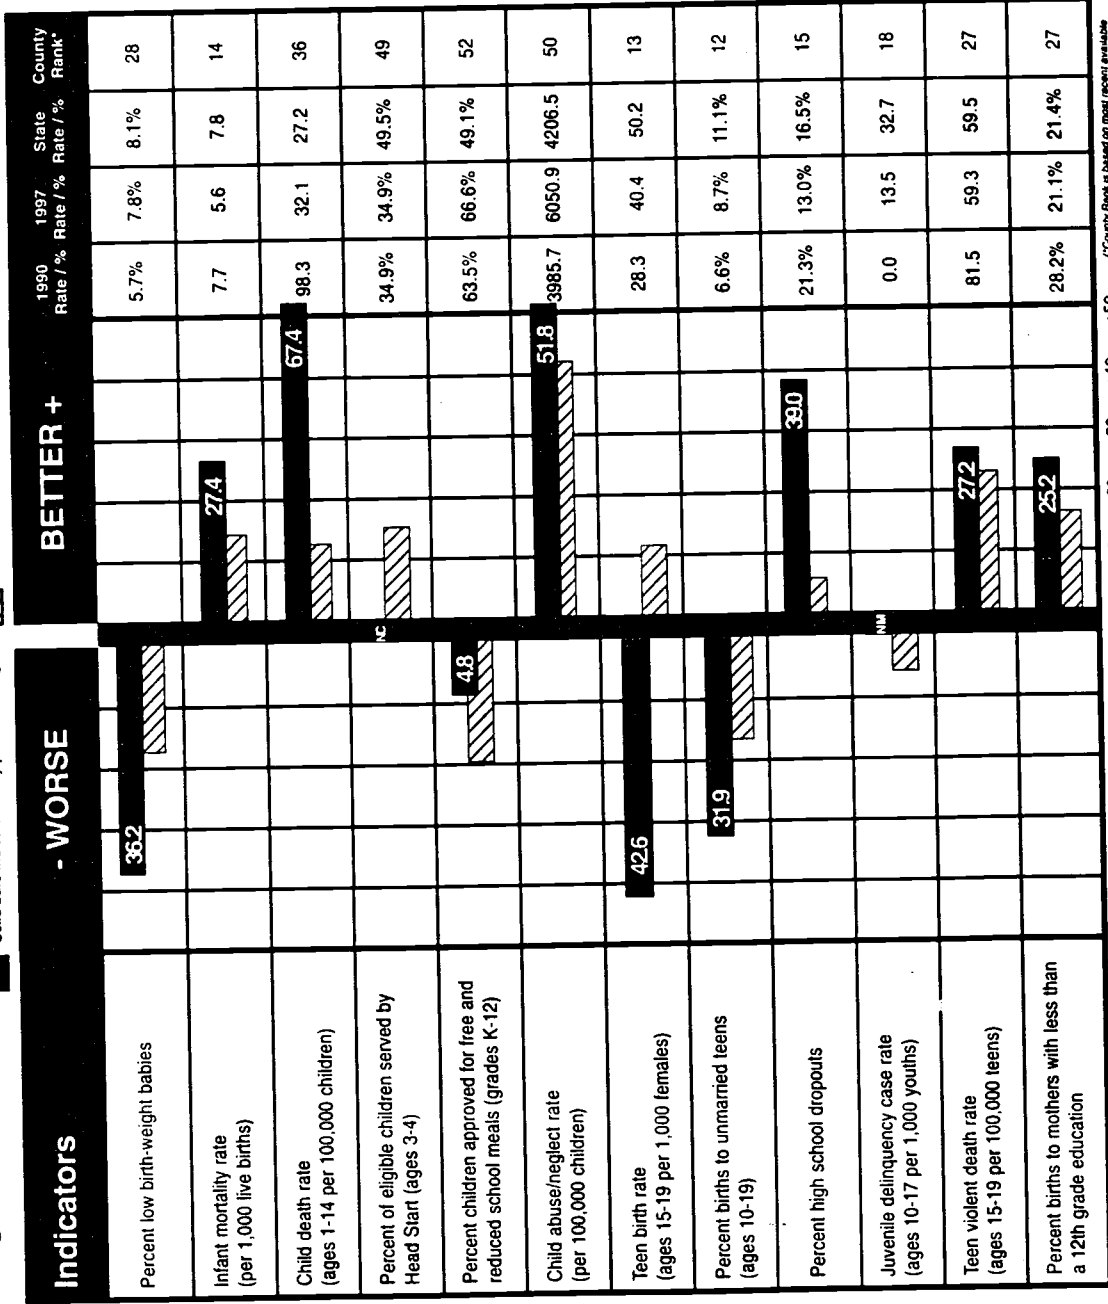 Indicators - WORSE BETTER + 1990 Rate / % 1997 Rate / % State Rate / % County Rank*
Percent low birth-weight babies 36.2 5.7% 7.8% 8.1% 28
Infant mortality rate
(per 1,000 live births) 27.4 7.7 5.6 7.8 14
Child death rate
(ages 1-14 per 100,000 children) 67.4 98.3 32.1 27.2 36
Percent of eligible children served by
Head Start (ages 3-4) NC 34.9% 34.9% 49.5% 49
Percent children approved for free and
reduced school meals (grades K-12) 4.8 63.5% 66.6% 49.1% 52
Child abuse/neglect rate
(per 100,000 children) 51.8 3985.7 6050.9 4206.5 50
Teen birth rate
(ages 15-19 per 1,000 females) 42.6 28.3 40.4 50.2 13
Percent births to unmarried teens
(ages 10-19) 31.9 6.6% 8.7% 11.1% 12
Percent high school dropouts 39.0 21.3% 13.0% 16.5% 15
Juvenile delinquency case rate
(ages 10-17 per 1,000 youths) NM 0.0 13.5 32.7 18
Teen violent death rate
(ages 15-19 per 100,000 teens) 27.2 81.5 59.3 59.5 27
Percent births to mothers with less than
a 12th grade education 25.2 28.2% 21.1% 21.4% 27
(*County Rank is based on most recent available